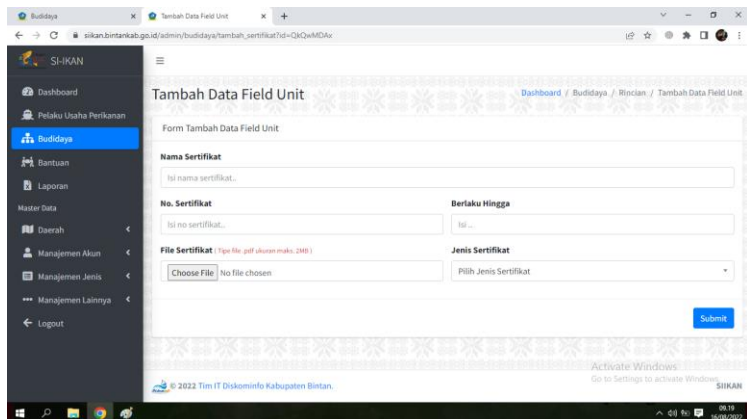 Budidaya
Tambah Data Field Unit
siikan.bintankab.go.id/admin/budidaya/tambah_sertifikat?id=QkQwMDAx
SI-IKAN
Dashboard
Pelaku Usaha Perikanan
Budidaya
Bantuan
Laporan
Master Data
Daerah
Manajemen Akun
Manajemen Jenis
Manajemen Lainnya
Logout
Tambah Data Field Unit
Dashboard / Budidaya / Rincian / Tambah Data Field Unit
Form Tambah Data Field Unit
Nama Sertifikat
Isi nama sertifikat..
No. Sertifikat
Berlaku Hingga
Isi no sertifikat..
Isi ..
File Sertifikat ( Tipe file .pdf ukuran maks. 2MB )
Jenis Sertifikat
Choose File No file chosen
Pilih Jenis Sertifikat
Submit
Activate Windows
Go to Settings to activate Windows.
© 2022 Tim IT Diskominfo Kabupaten Bintan.
SIIKAN
09.19
16/08/2022